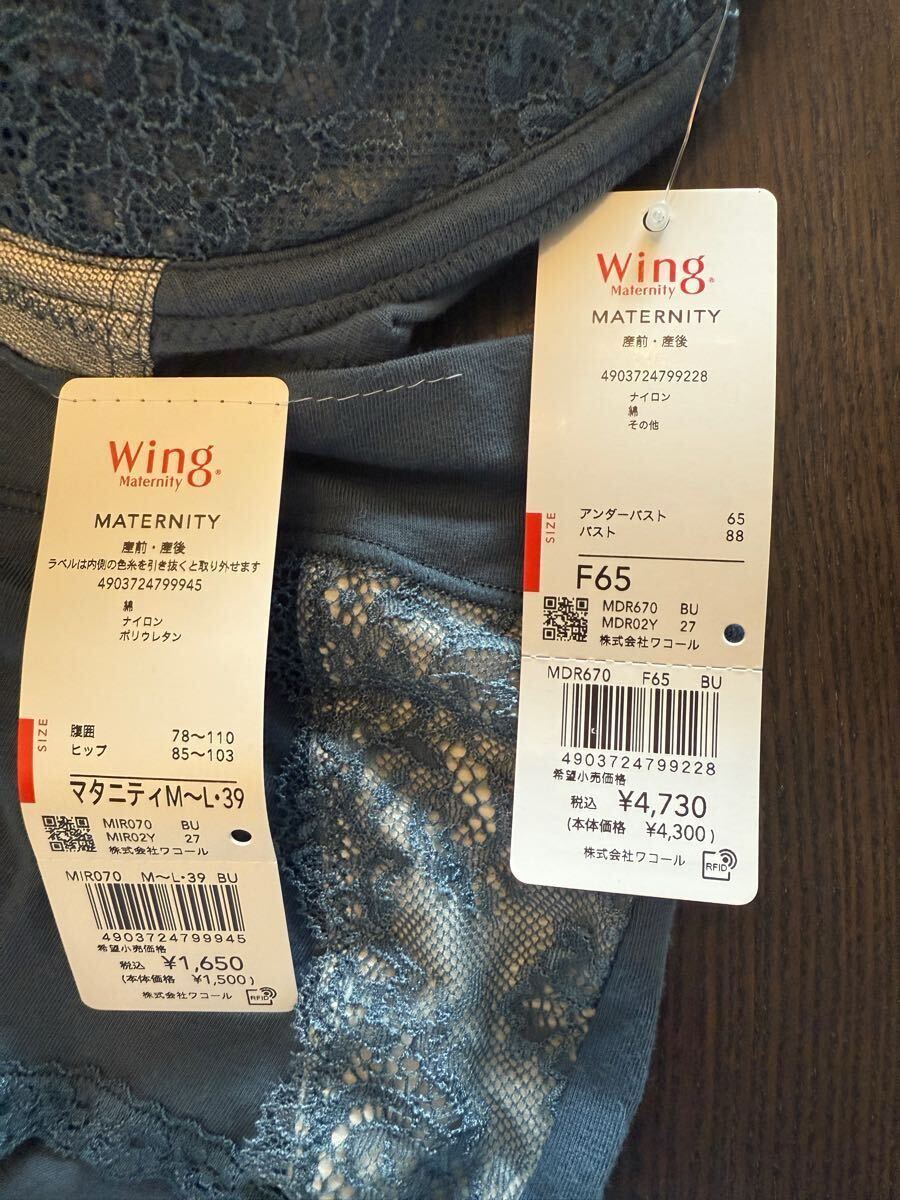 Wing®
Maternity
MATERNITY
産前・産後
ラベルは内側の色糸を引き抜くと取り外せます
4903724799945
綿
ナイロン
ポリウレタン
SIZE
腹囲 78〜110
ヒップ 85〜103
マタニティM〜L・39
MIR070 BU
MIR02Y 27
株式会社ワコール
MIR070 M〜L・39 BU
4903724799945
希望小売価格
税込 ¥1,650
(本体価格 ¥1,500)
株式会社ワコール
RFID
Wing®
Maternity
MATERNITY
産前・産後
4903724799228
ナイロン
綿
その他
SIZE
アンダーバスト 65
バスト 88
F65
MDR670 BU
MDR02Y 27
株式会社ワコール
MDR670 F65 BU
4903724799228
希望小売価格
税込 ¥4,730
(本体価格 ¥4,300)
株式会社ワコール
RFID